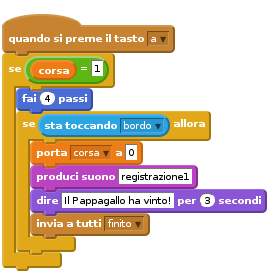 quando si preme il tasto a
se corsa = 1
fai 4 passi
se sta toccando bordo allora
porta corsa a 0
produci suono registrazione1
dire Il Pappagallo ha vinto! per 3 secondi
invia a tutti finito